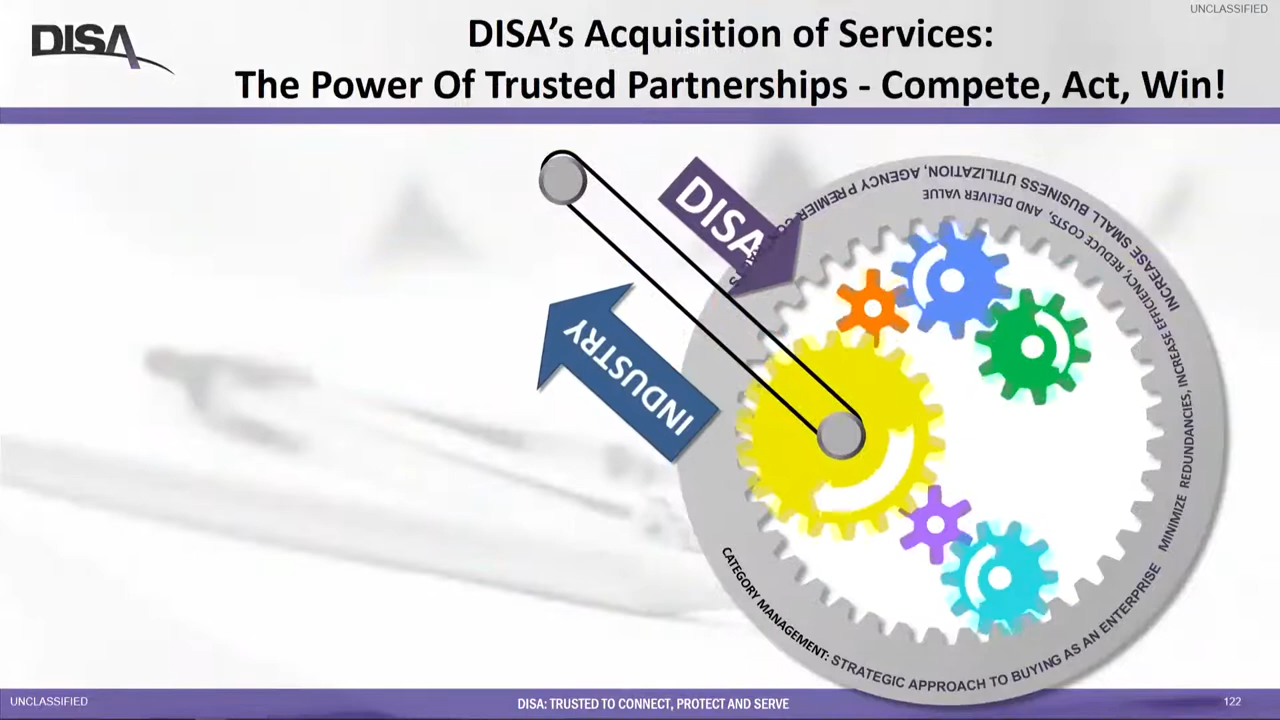 UNCLASSIFIED
DISA
DISA's Acquisition of Services:
The Power Of Trusted Partnerships - Compete, Act, Win!
DISA
INDUSTRY
CATEGORY MANAGEMENT: STRATEGIC APPROACH TO BUYING AS AN ENTERPRISE
MINIMIZE REDUNDANCIES, INCREASE EFFICIENCY, REDUCE COSTS, AND DELIVER VALUE
INCREASE SMALL BUSINESS UTILIZATION, AGENCY PREMIER
UNCLASSIFIED
DISA: TRUSTED TO CONNECT, PROTECT AND SERVE
122